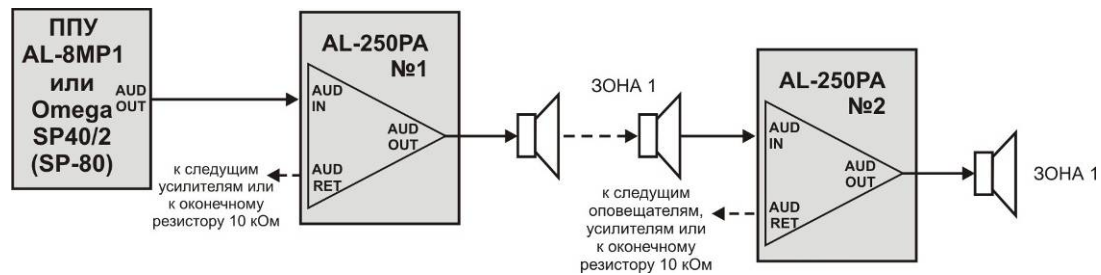 ППУ
AL-8MP1
или
Omega
SP40/2
(SP-80)
AUD
OUT
AL-250PA
№1
AUD
IN
AUD
OUT
AUD
RET
к следущим
усилителям или
к оконечному
резистору 10 кОм
ЗОНА 1
AL-250PA
№2
AUD
IN
AUD
OUT
AUD
RET
к следущим
оповещателям,
усилителям или
к оконечному
резистору 10 кОм
ЗОНА 1